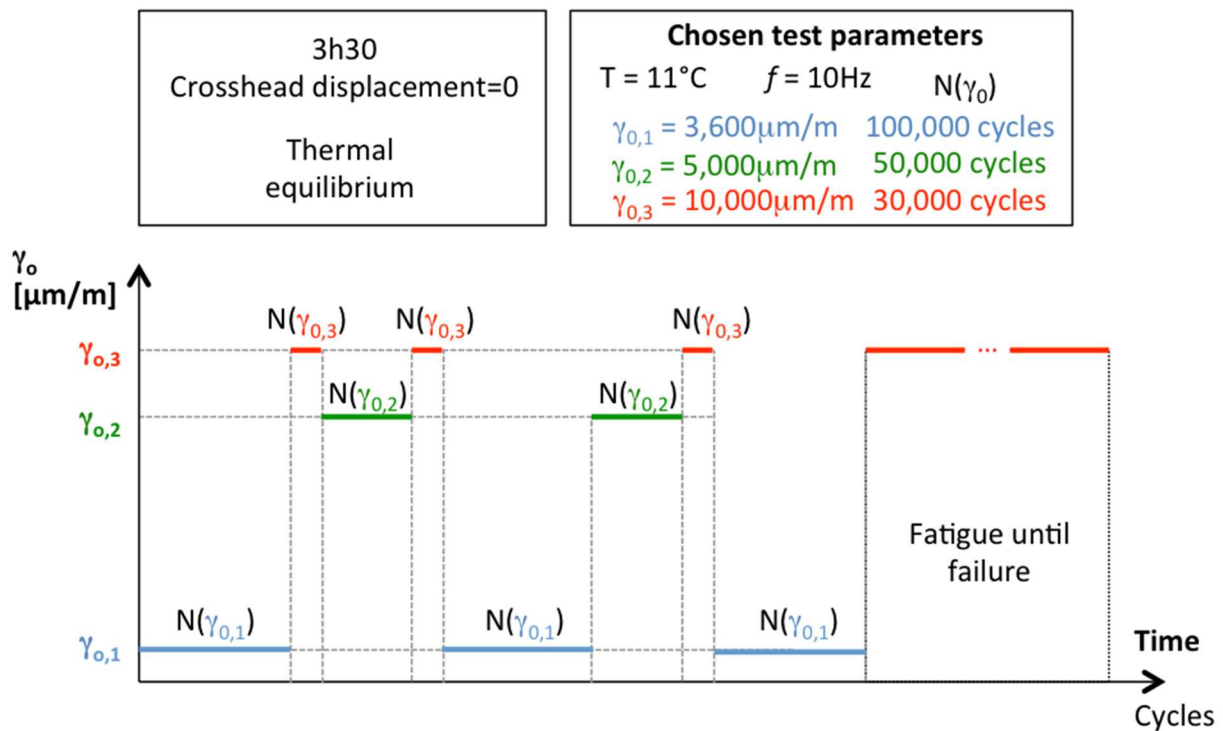 3h30
Crosshead displacement=0
Thermal
equilibrium
Chosen test parameters
T = 11°C f = 10Hz N(γ0)
γ0,1 = 3,600μm/m 100,000 cycles
γ0,2 = 5,000μm/m 50,000 cycles
γ0,3 = 10,000μm/m 30,000 cycles
γo
[μm/m]
N(γ0,3) N(γ0,3) N(γ0,3)
γo,3
...
N(γ0,2) N(γ0,2)
γo,2
Fatigue until
failure
N(γ0,1) N(γ0,1) N(γ0,1)
γo,1
Time
Cycles